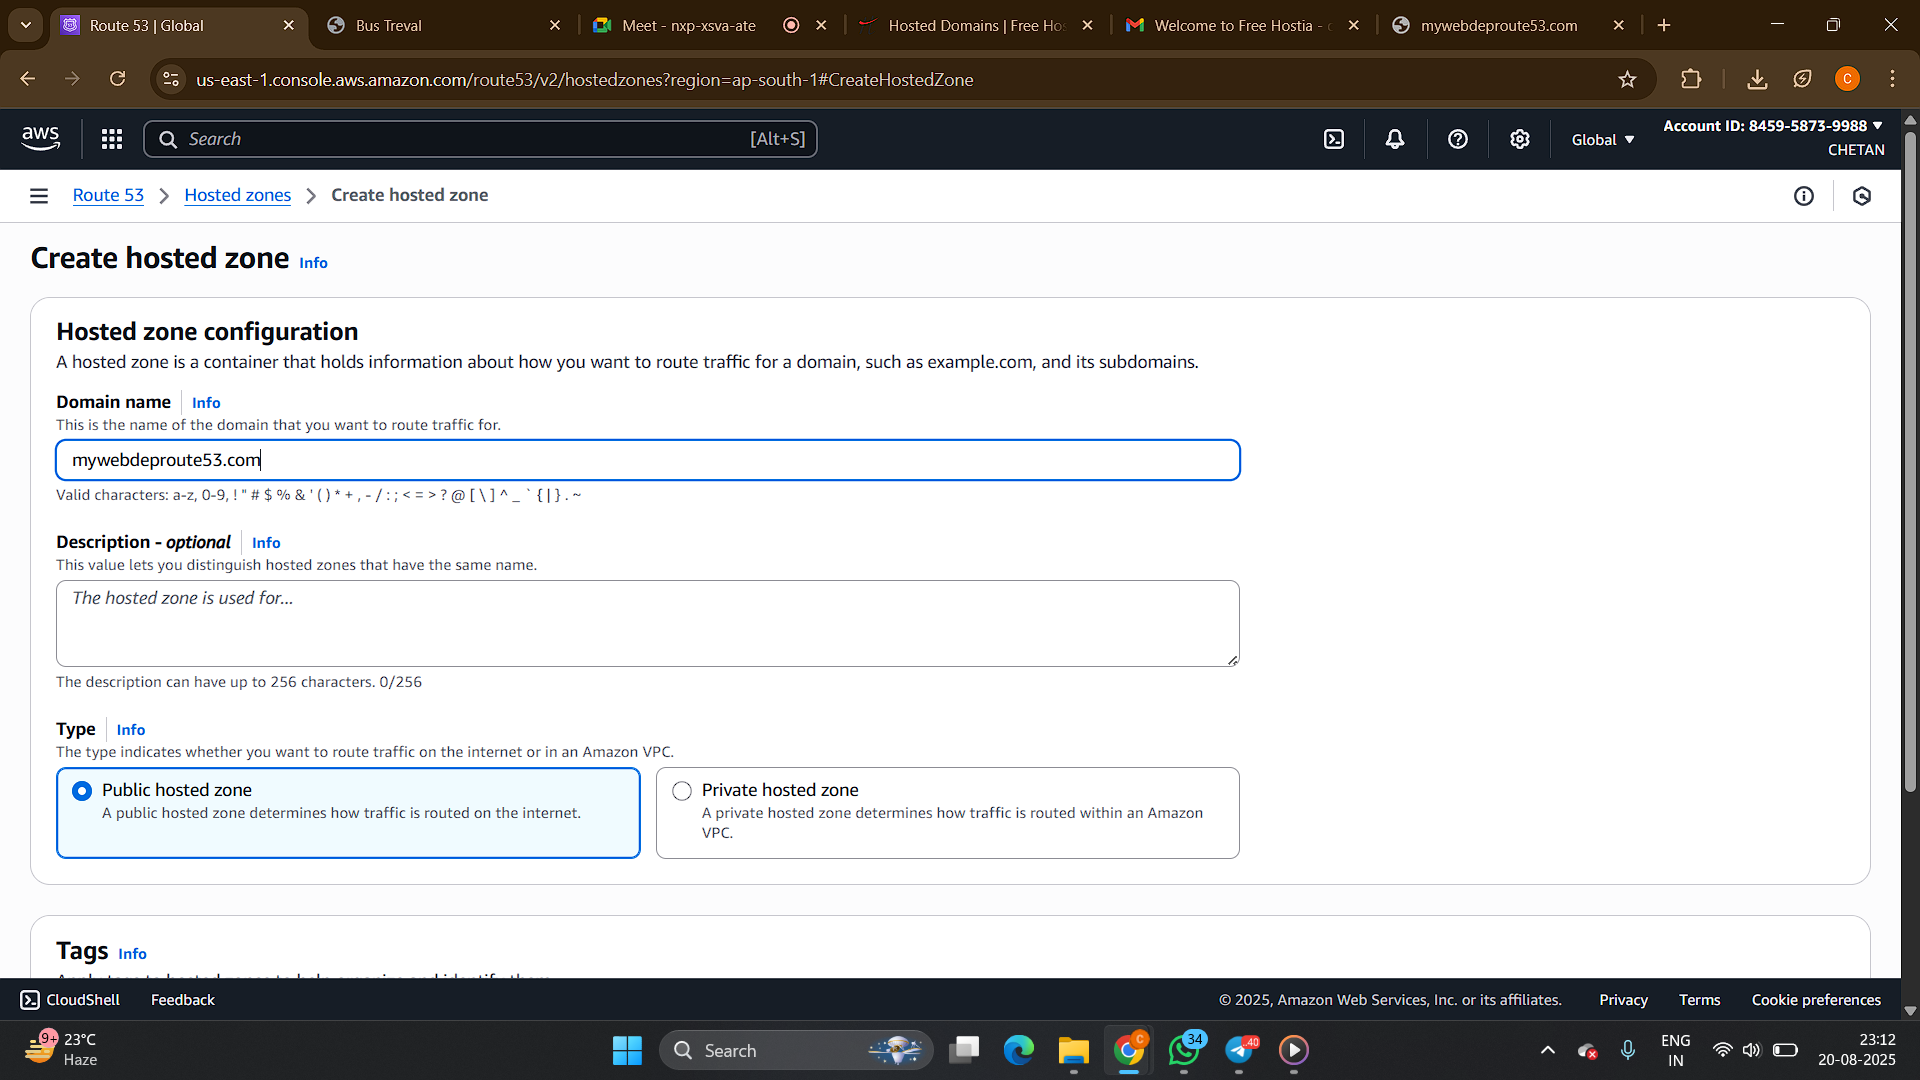 Route 53 | Global
Bus Treval
Meet - nxp-xsva-ate
Hosted Domains | Free Hos
Welcome to Free Hostia -
mywebdeproute53.com
us-east-1.console.aws.amazon.com/route53/v2/hostedzones?region=ap-south-1#CreateHostedZone
C
aws
Search
[Alt+S]
Global
Account ID: 8459-5873-9988
CHETAN
Route 53
Hosted zones
Create hosted zone
Create hosted zone Info
Hosted zone configuration
A hosted zone is a container that holds information about how you want to route traffic for a domain, such as example.com, and its subdomains.
Domain name Info
This is the name of the domain that you want to route traffic for.
mywebdeproute53.com
Valid characters: a-z, 0-9, ! " # $ % & ' ( ) * + , - / : ; < = > ? @ [ \ ] ^ _ ` { | } . ~
Description - optional Info
This value lets you distinguish hosted zones that have the same name.
The hosted zone is used for...
The description can have up to 256 characters. 0/256
Type Info
The type indicates whether you want to route traffic on the internet or in an Amazon VPC.
Public hosted zone
A public hosted zone determines how traffic is routed on the internet.
Private hosted zone
A private hosted zone determines how traffic is routed within an Amazon
VPC.
Tags Info
CloudShell
Feedback
© 2025, Amazon Web Services, Inc. or its affiliates.
Privacy
Terms
Cookie preferences
9+
23°C
Haze
Search
C
34
40
ENG
IN
23:12
20-08-2025